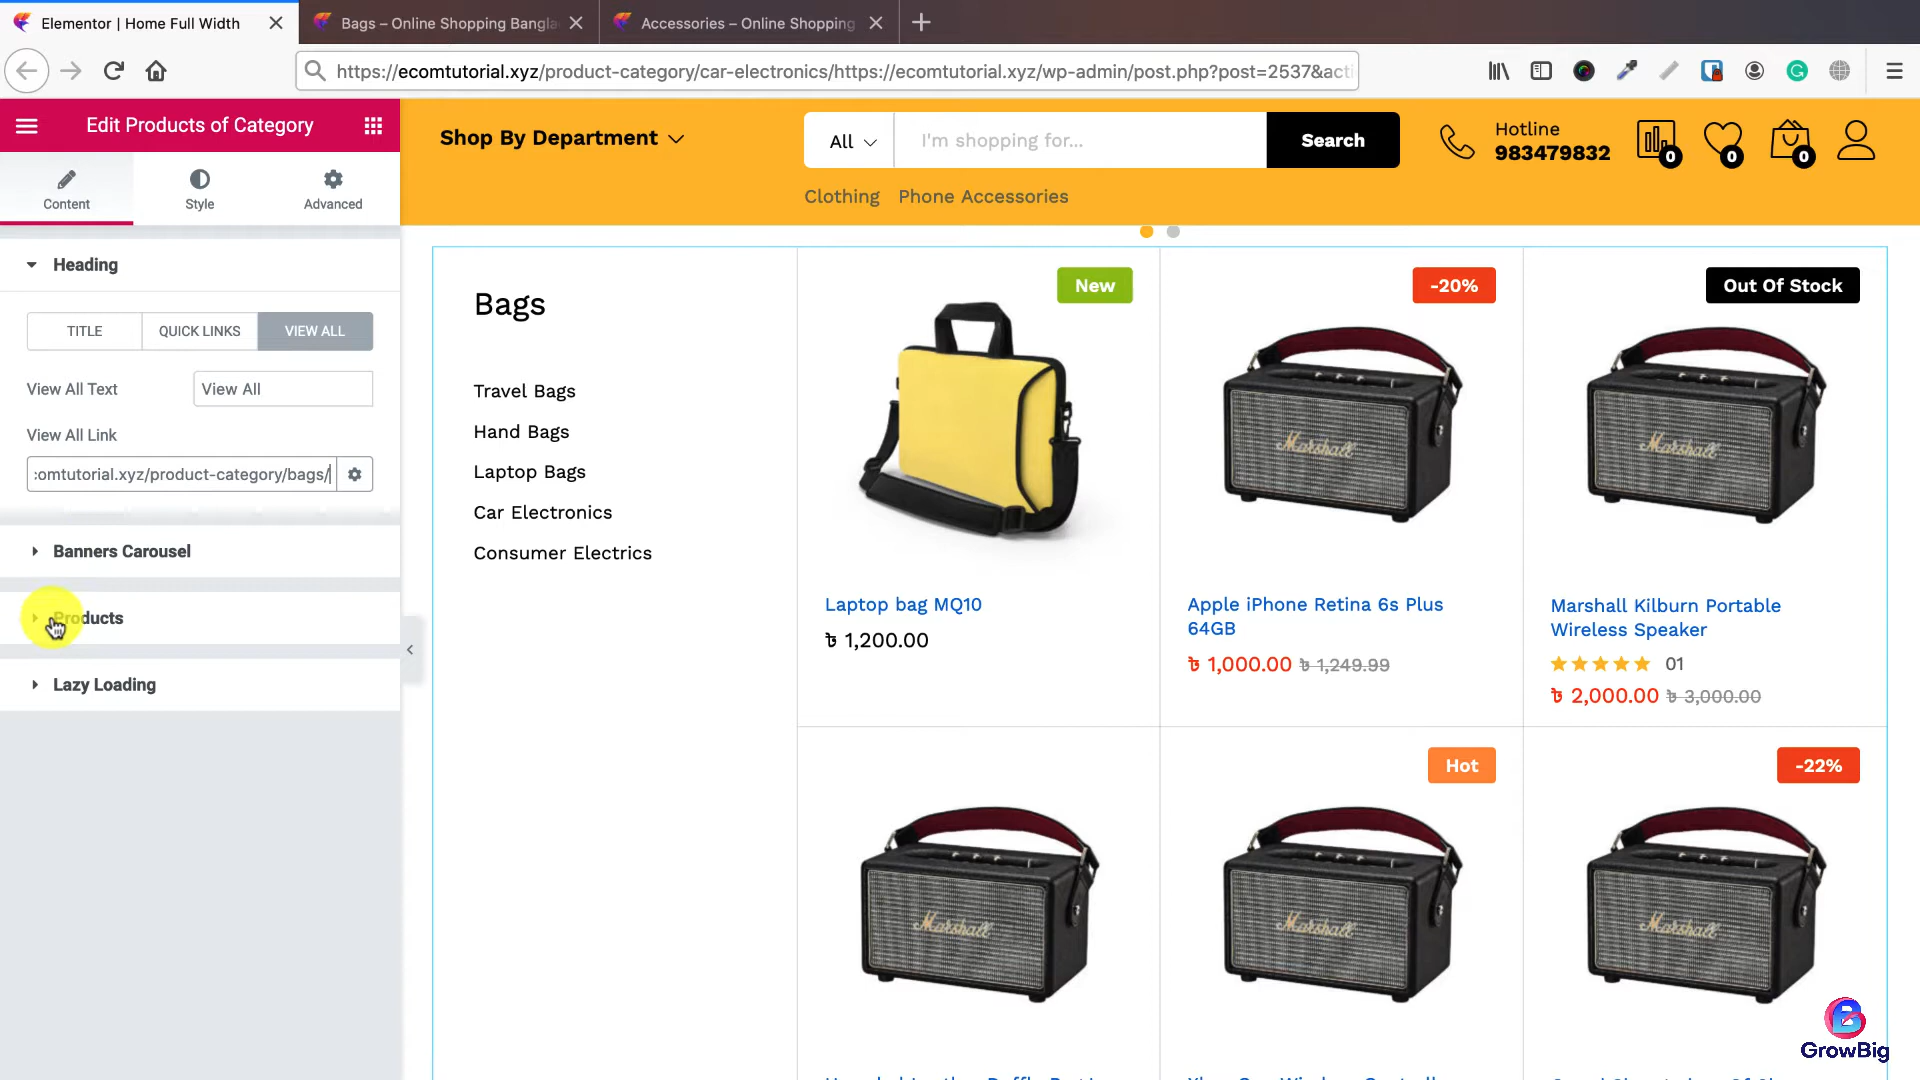 Elementor | Home Full Width
Bags – Online Shopping Bangla
Accessories – Online Shopping
https://ecomtutorial.xyz/product-category/car-electronics/https://ecomtutorial.xyz/wp-admin/post.php?post=2537&acti
Edit Products of Category
Content
Style
Advanced
Heading
TITLE
QUICK LINKS
VIEW ALL
View All Text
View All
View All Link
:omtutorial.xyz/product-category/bags/
Banners Carousel
Products
Lazy Loading
Shop By Department
All
I'm shopping for...
Search
Hotline
983479832
0
0
0
Clothing
Phone Accessories
Bags
Travel Bags
Hand Bags
Laptop Bags
Car Electronics
Consumer Electrics
New
Laptop bag MQ10
৳ 1,200.00
-20%
Marshall
Apple iPhone Retina 6s Plus
64GB
৳ 1,000.00 ৳ 1,249.99
Out Of Stock
Marshall
Marshall Kilburn Portable
Wireless Speaker
01
৳ 2,000.00 ৳ 3,000.00
Marshall
Hot
Marshall
-22%
Marshall
GrowBig